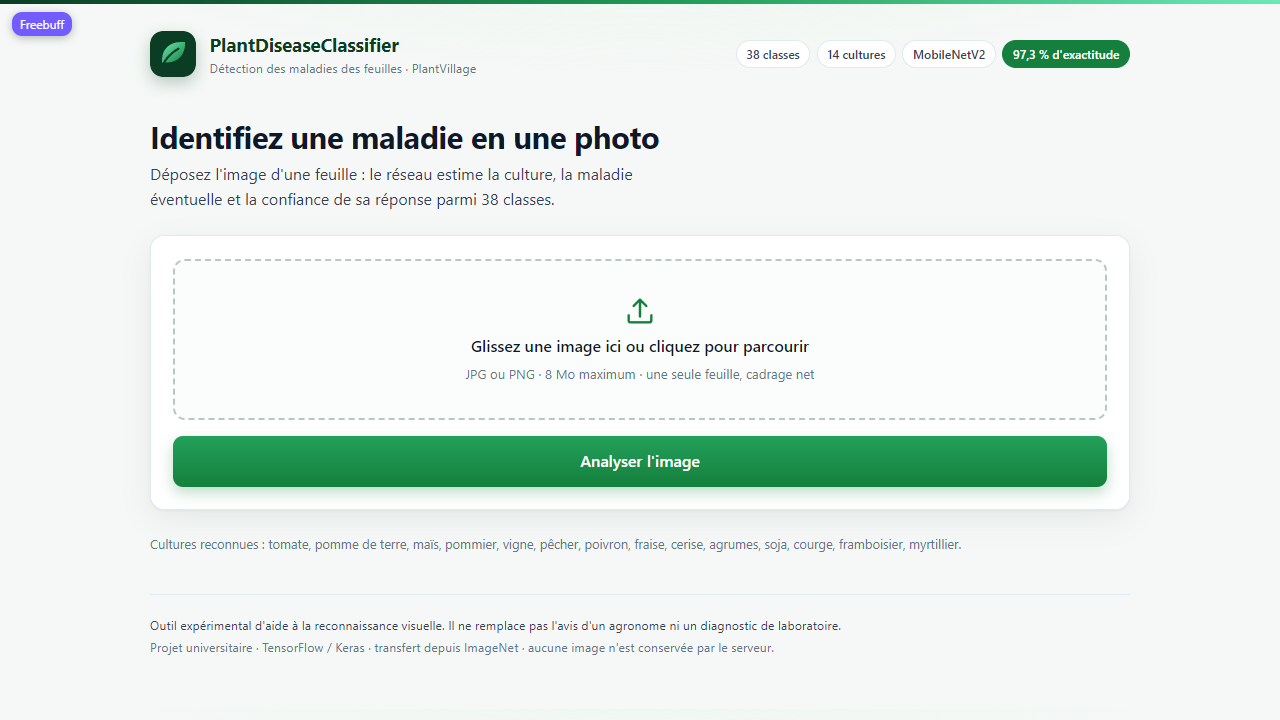 Freebuff
PlantDiseaseClassifier
Détection des maladies des feuilles · PlantVillage
38 classes
14 cultures
MobileNetV2
97,3 % d'exactitude
Identifiez une maladie en une photo
Déposez l'image d'une feuille : le réseau estime la culture, la maladie
éventuelle et la confiance de sa réponse parmi 38 classes.
Glissez une image ici ou cliquez pour parcourir
JPG ou PNG · 8 Mo maximum · une seule feuille, cadrage net
Analyser l'image
Cultures reconnues : tomate, pomme de terre, maïs, pommier, vigne, pêcher, poivron, fraise, cerise, agrumes, soja, courge, framboisier, myrtillier.
Outil expérimental d'aide à la reconnaissance visuelle. Il ne remplace pas l'avis d'un agronome ni un diagnostic de laboratoire.
Projet universitaire · TensorFlow / Keras · transfert depuis ImageNet · aucune image n'est conservée par le serveur.